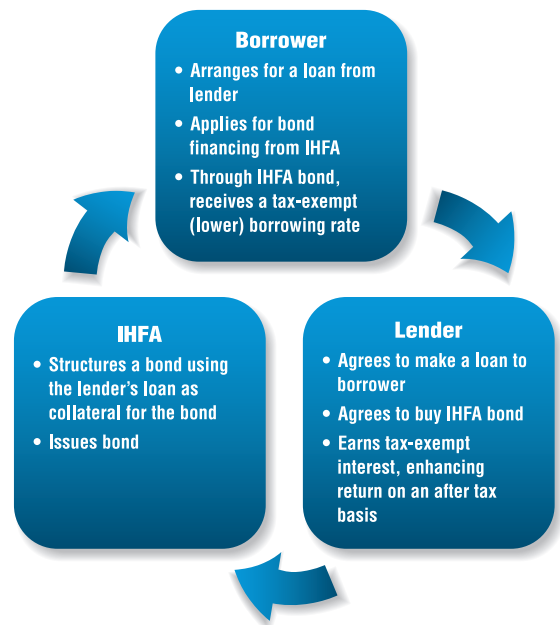 Borrower
• Arranges for a loan from
lender
• Applies for bond
financing from IHFA
• Through IHFA bond,
receives a tax-exempt
(lower) borrowing rate
IHFA
• Structures a bond using
the lender's loan as
collateral for the bond
• Issues bond
Lender
• Agrees to make a loan to
borrower
• Agrees to buy IHFA bond
• Earns tax-exempt
interest, enhancing
return on an after tax
basis